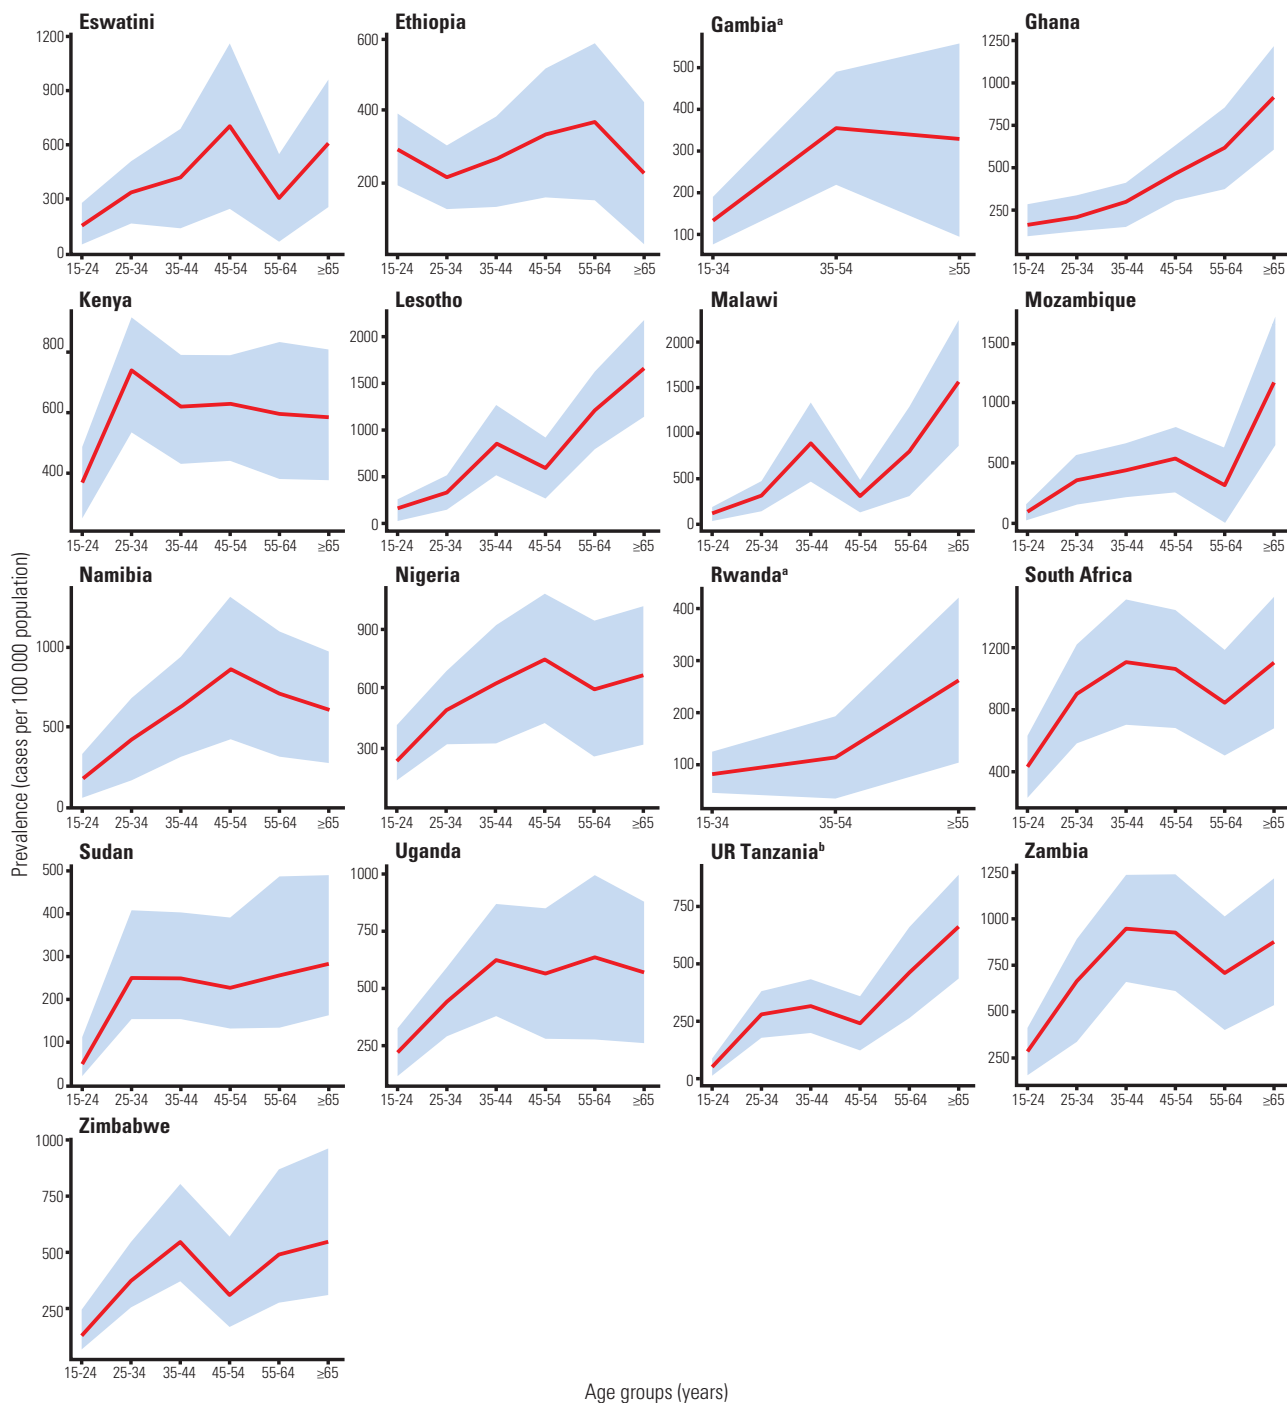 Prevalence (cases per 100 000 population)
Eswatini
1200
900
600
300
0
15-24 25-34 35-44 45-54 55-64 ≥65
Ethiopia
600
400
200
15-24 25-34 35-44 45-54 55-64 ≥65
Gambiaᵃ
500
400
300
200
100
15-34 35-54 ≥55
Ghana
1250
1000
750
500
250
15-24 25-34 35-44 45-54 55-64 ≥65
Kenya
800
600
400
15-24 25-34 35-44 45-54 55-64 ≥65
Lesotho
2000
1500
1000
500
0
15-24 25-34 35-44 45-54 55-64 ≥65
Malawi
2000
1500
1000
500
0
15-24 25-34 35-44 45-54 55-64 ≥65
Mozambique
1500
1000
500
0
15-24 25-34 35-44 45-54 55-64 ≥65
Namibia
1000
500
0
15-24 25-34 35-44 45-54 55-64 ≥65
Nigeria
900
600
300
15-24 25-34 35-44 45-54 55-64 ≥65
Rwandaᵃ
400
300
200
100
15-34 35-54 ≥55
South Africa
1200
800
400
15-24 25-34 35-44 45-54 55-64 ≥65
Sudan
500
400
300
200
100
0
15-24 25-34 35-44 45-54 55-64 ≥65
Uganda
1000
750
500
250
15-24 25-34 35-44 45-54 55-64 ≥65
UR Tanzaniaᵇ
750
500
250
0
15-24 25-34 35-44 45-54 55-64 ≥65
Zambia
1250
1000
750
500
250
15-24 25-34 35-44 45-54 55-64 ≥65
Zimbabwe
1000
750
500
250
15-24 25-34 35-44 45-54 55-64 ≥65
Age groups (years)